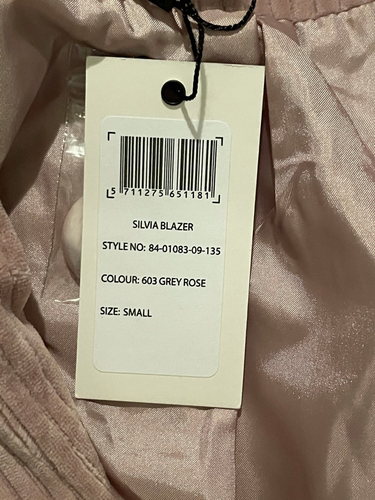 5 711275 651181
SILVIA BLAZER
STYLE NO: 84-01083-09-135
COLOUR: 603 GREY ROSE
SIZE: SMALL